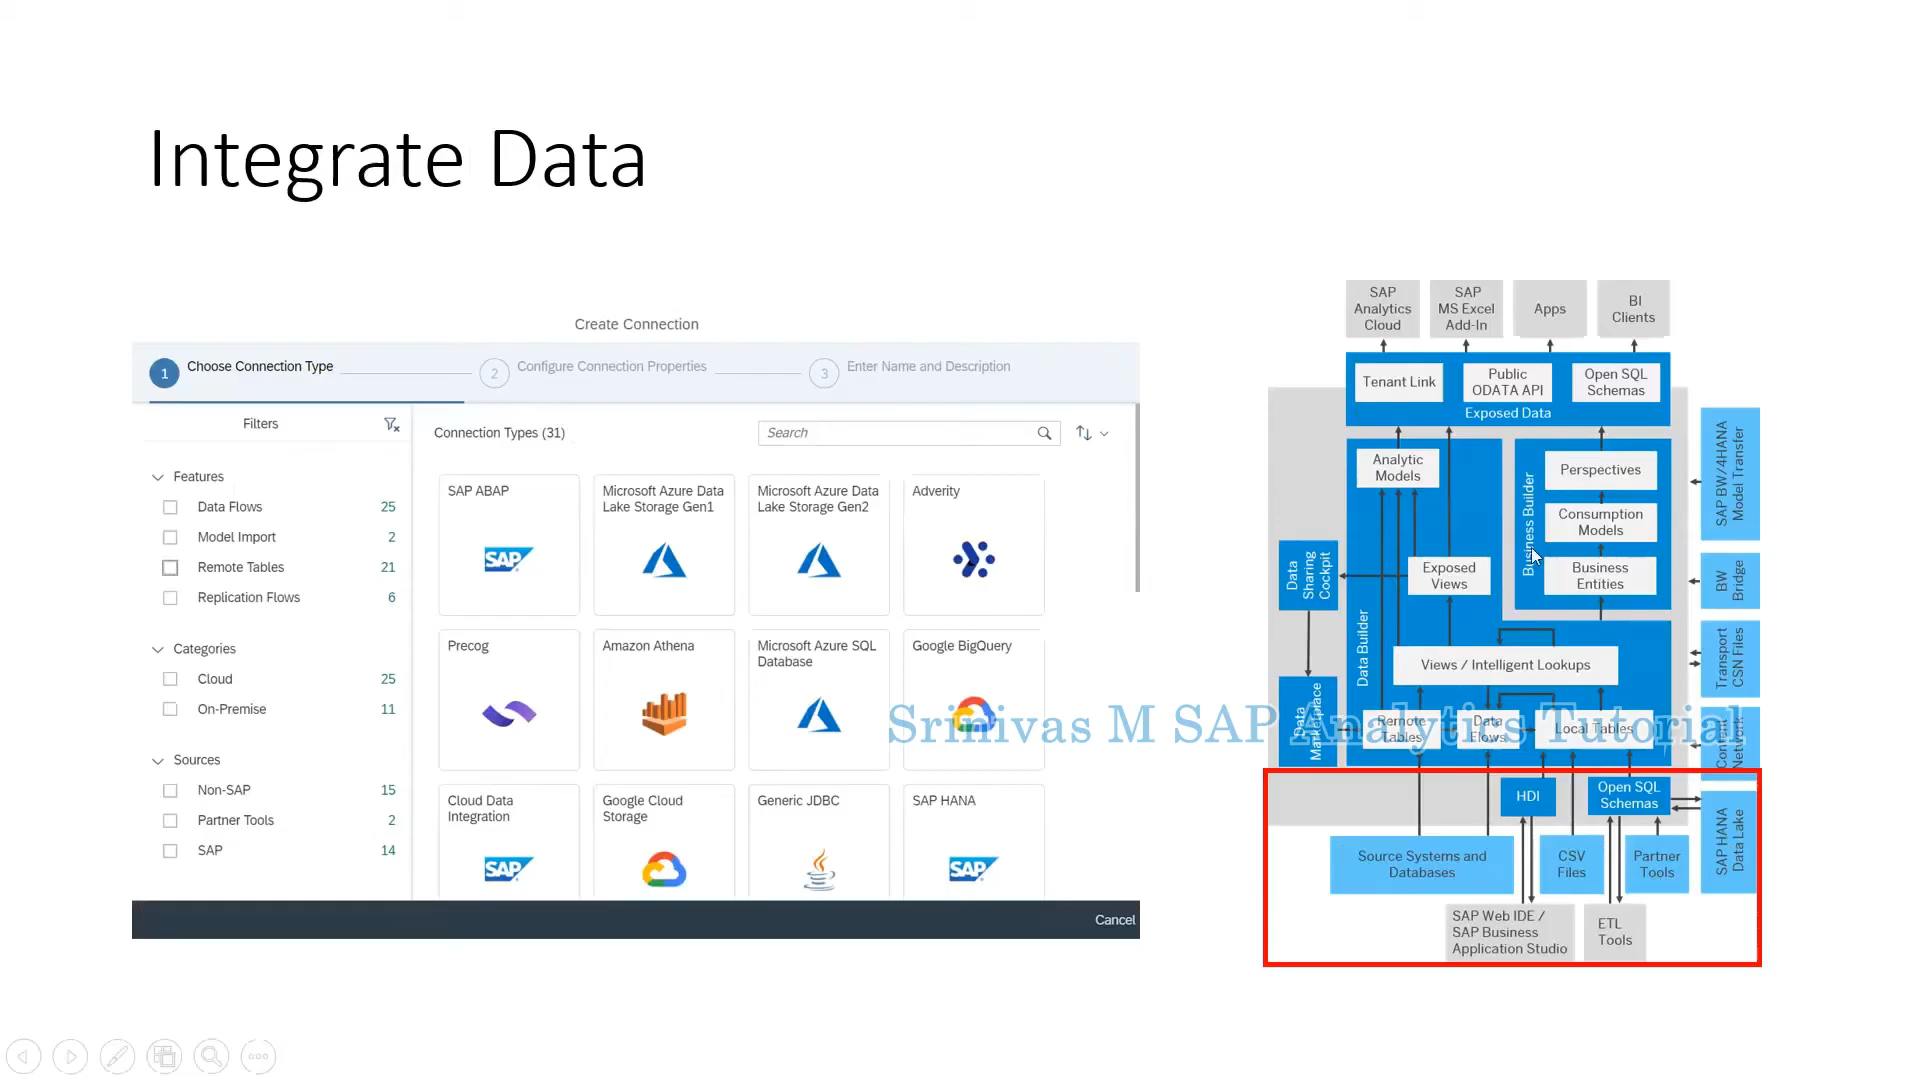 Integrate Data
Create Connection
1
Choose Connection Type
2
Configure Connection Properties
3
Enter Name and Description
Filters
Features
Data Flows 25
Model Import 2
Remote Tables 21
Replication Flows 6
Categories
Cloud 25
On-Premise 11
Sources
Non-SAP 15
Partner Tools 2
SAP 14
Connection Types (31)
Search
SAP ABAP
SAP
Microsoft Azure Data
Lake Storage Gen1
Microsoft Azure Data
Lake Storage Gen2
Adverity
Precog
Amazon Athena
Microsoft Azure SQL
Database
Google BigQuery
Cloud Data
Integration
SAP
Google Cloud
Storage
Generic JDBC
SAP HANA
SAP
Cancel
SAP
Analytics
Cloud
SAP
MS Excel
Add-In
Apps
BI
Clients
Tenant Link
Public
ODATA API
Open SQL
Schemas
Exposed Data
Analytic
Models
Perspectives
Consumption
Models
Business
Entities
Business Builder
Exposed
Views
Data
Sharing
Cockpit
Data Builder
Views / Intelligent Lookups
Data
Marketplace
Remote
Tables
Data
Flows
Local Tables
SAP BW/4HANA
Model Transfer
BW
Bridge
Transport
CSN Files
Content
Network
Srinivas M SAP Analytics Tutorial
HDI
Open SQL
Schemas
SAP HANA
Data Lake
Source Systems and
Databases
CSV
Files
Partner
Tools
SAP Web IDE /
SAP Business
Application Studio
ETL
Tools